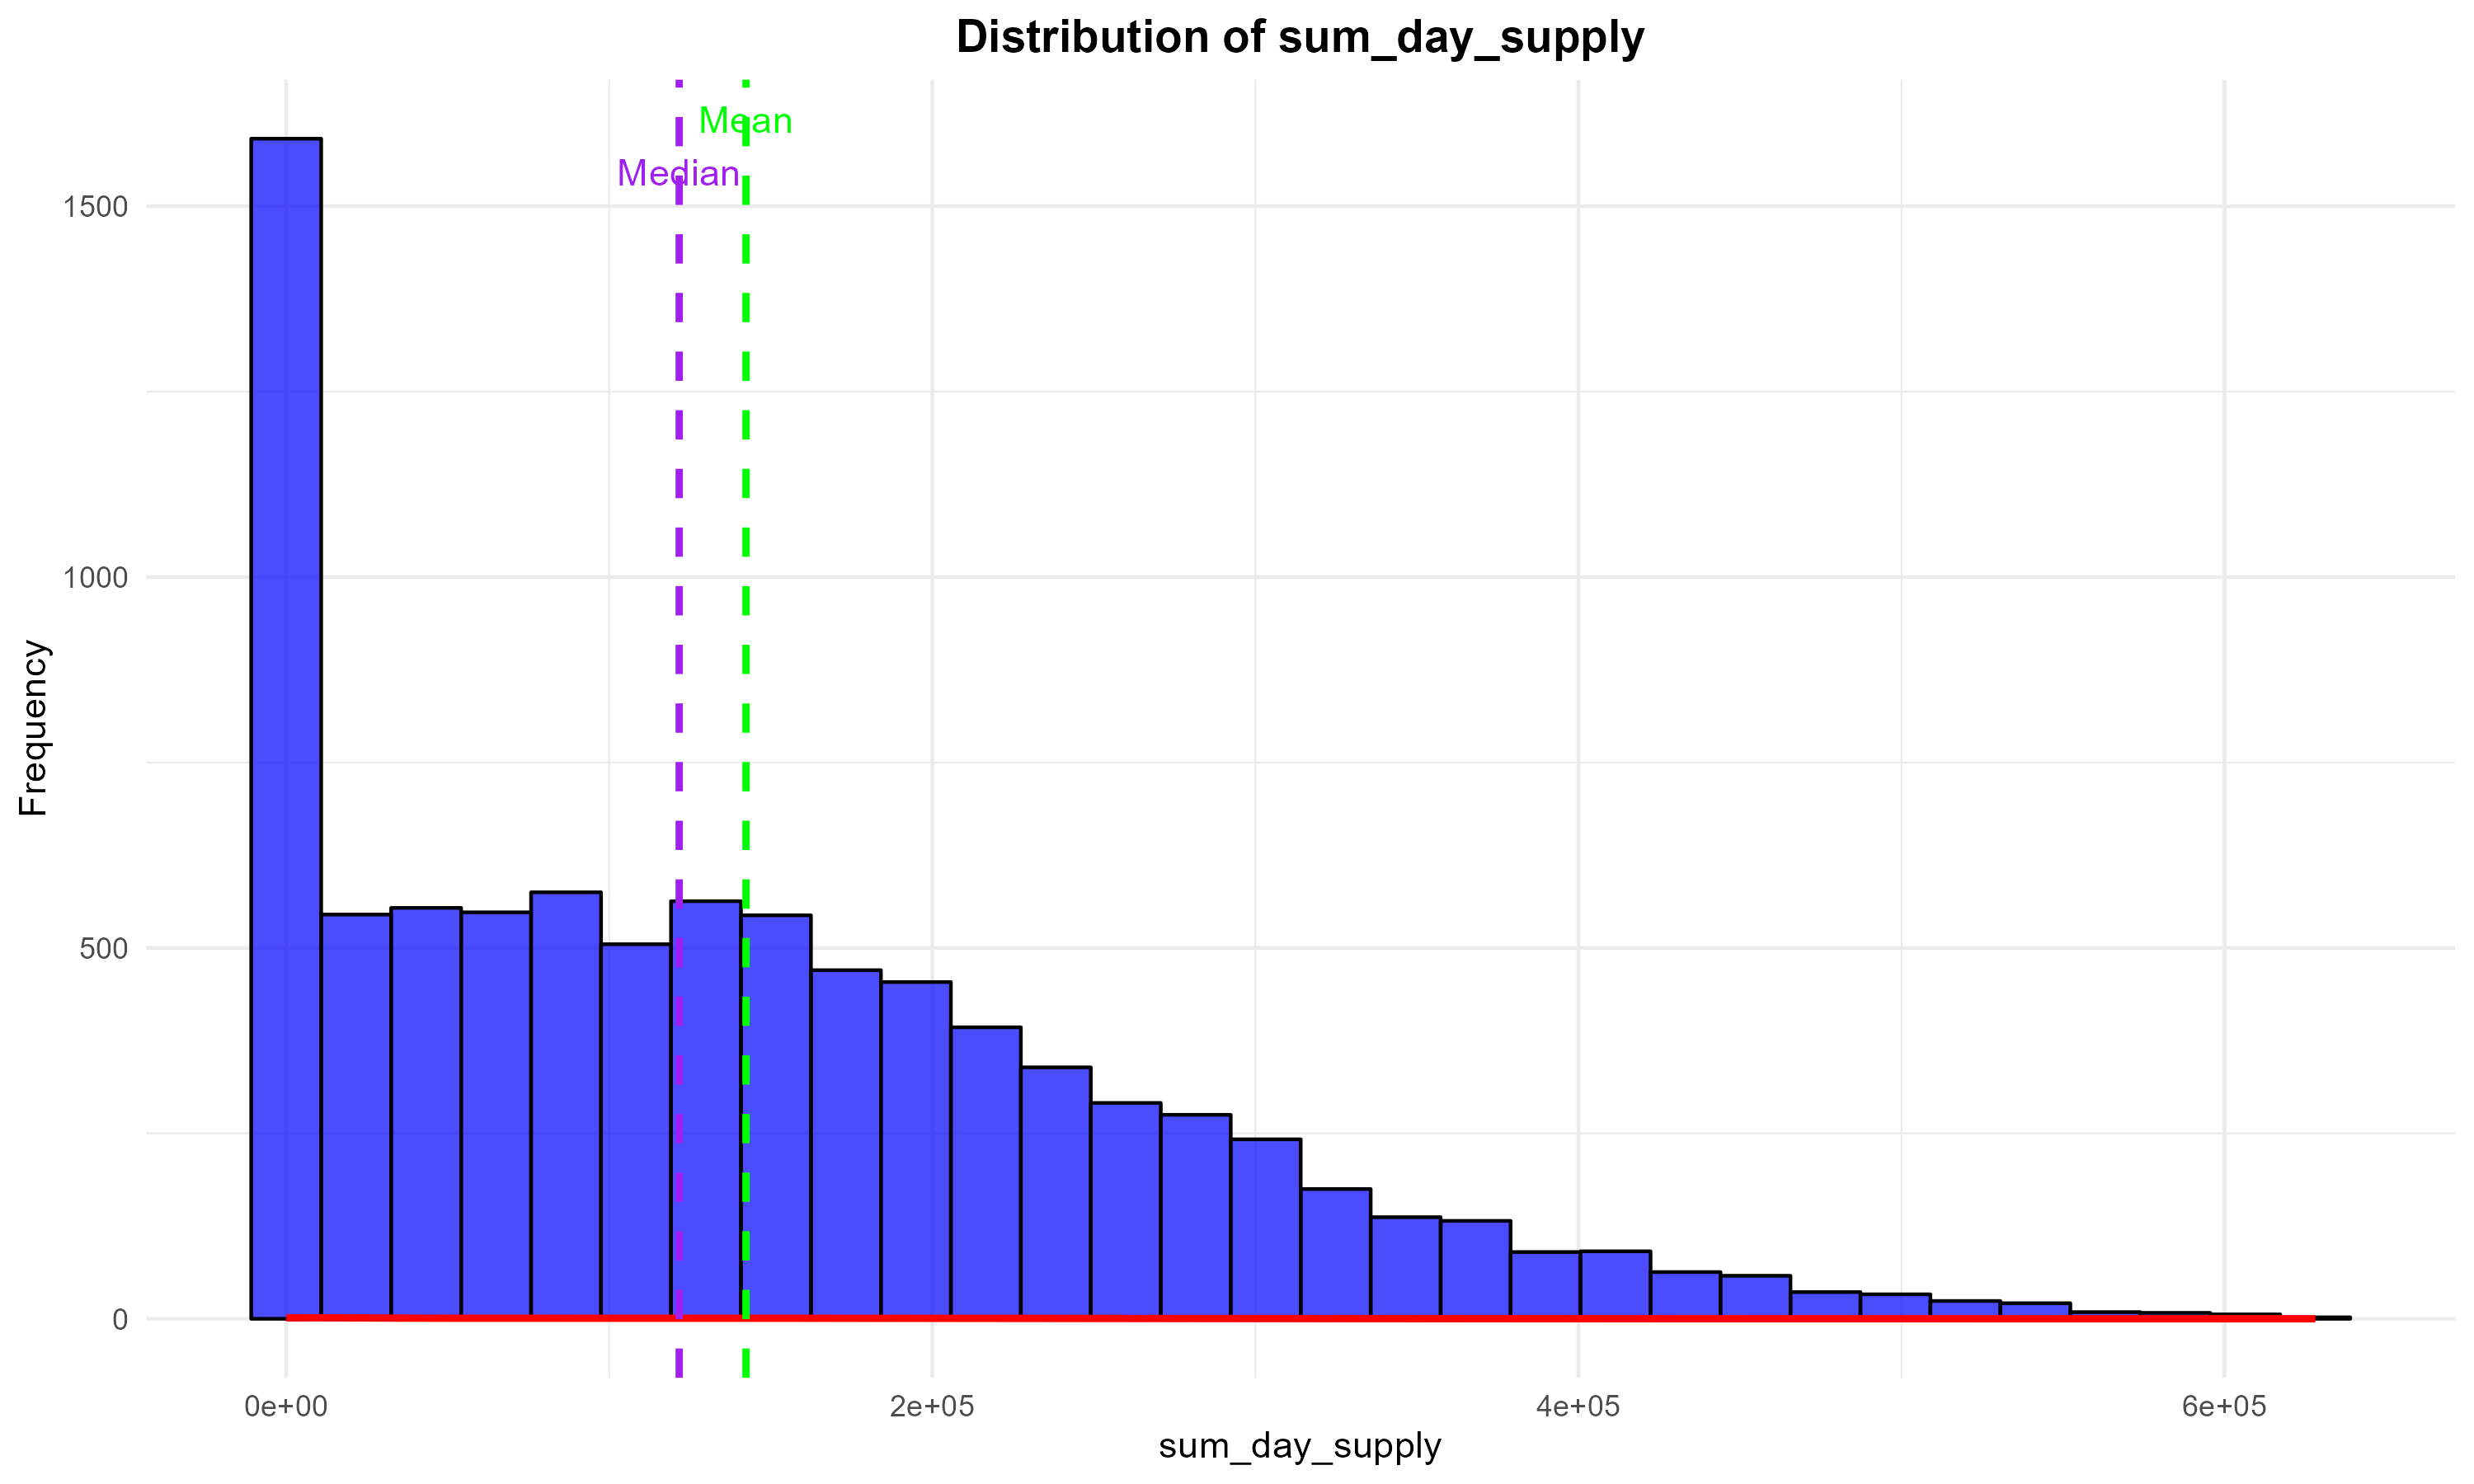 Distribution of sum_day_supply
Mean
Median
1500
1000
500
0
Frequency
0e+00
2e+05
4e+05
6e+05
sum_day_supply